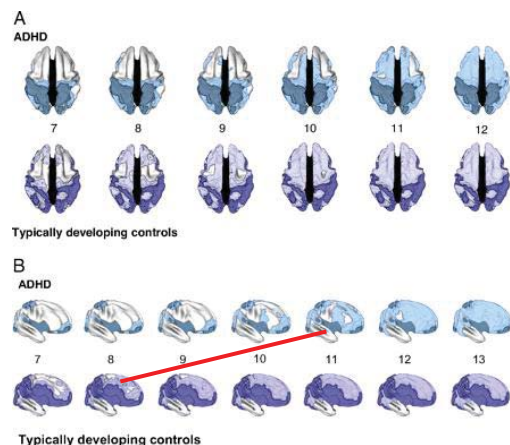 A
ADHD
7 8 9 10 11 12
Typically developing controls
B
ADHD
7 8 9 10 11 12 13
Typically developing controls